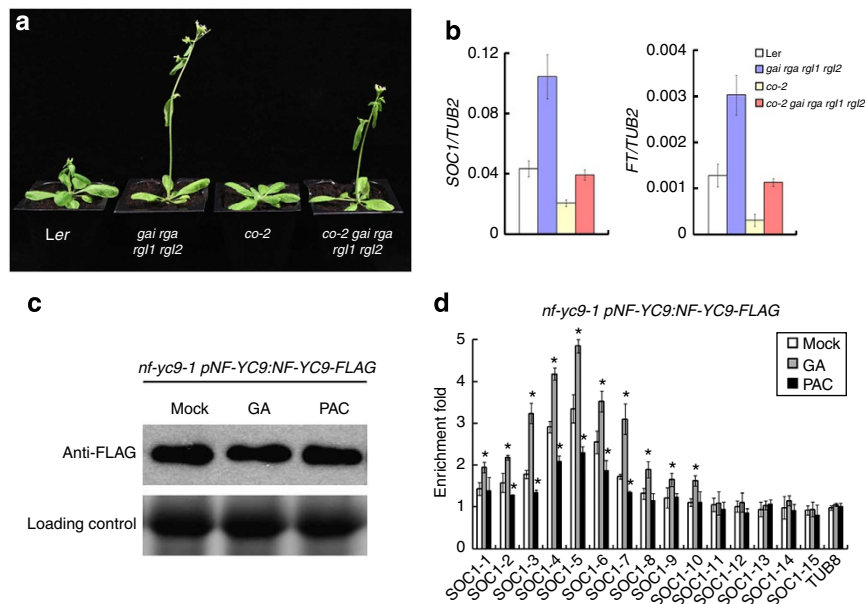 a
Ler
gai rga
rgl1 rgl2
co-2
co-2 gai rga
rgl1 rgl2
b
SOC1/TUB2
0.12
0.08
0.04
0
FT/TUB2
0.004
0.003
0.002
0.001
0
Ler
gai rga rgl1 rgl2
co-2
co-2 gai rga rgl1 rgl2
c
nf-yc9-1 pNF-YC9:NF-YC9-FLAG
Mock GA PAC
Anti-FLAG
Loading control
d
nf-yc9-1 pNF-YC9:NF-YC9-FLAG
Mock
GA
PAC
Enrichment fold
5
4
3
2
1
0
* * * * * * * * * * * * * * * *
SOC1-1
SOC1-2
SOC1-3
SOC1-4
SOC1-5
SOC1-6
SOC1-7
SOC1-8
SOC1-9
SOC1-10
SOC1-11
SOC1-12
SOC1-13
SOC1-14
SOC1-15
TUB8